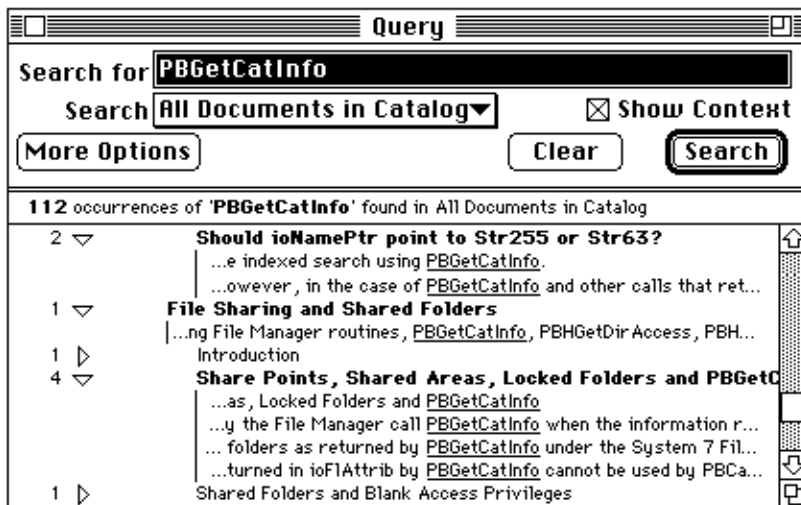 Query
Search for PBGetCatInfo
Search All Documents in Catalog Show Context
More Options Clear Search
112 occurrences of 'PBGetCatInfo' found in All Documents in Catalog
2 Should ioNamePtr point to Str255 or Str63?
...e indexed search using PBGetCatInfo.
...owever, in the case of PBGetCatInfo and other calls that ret...
1 File Sharing and Shared Folders
...ng File Manager routines, PBGetCatInfo, PBHGetDirAccess, PBH...
1 Introduction
4 Share Points, Shared Areas, Locked Folders and PBGetC
...as, Locked Folders and PBGetCatInfo
...y the File Manager call PBGetCatInfo when the information r...
... folders as returned by PBGetCatInfo under the System 7 Fil...
...turned in ioFlAttrib by PBGetCatInfo cannot be used by PBCa...
1 Shared Folders and Blank Access Privileges